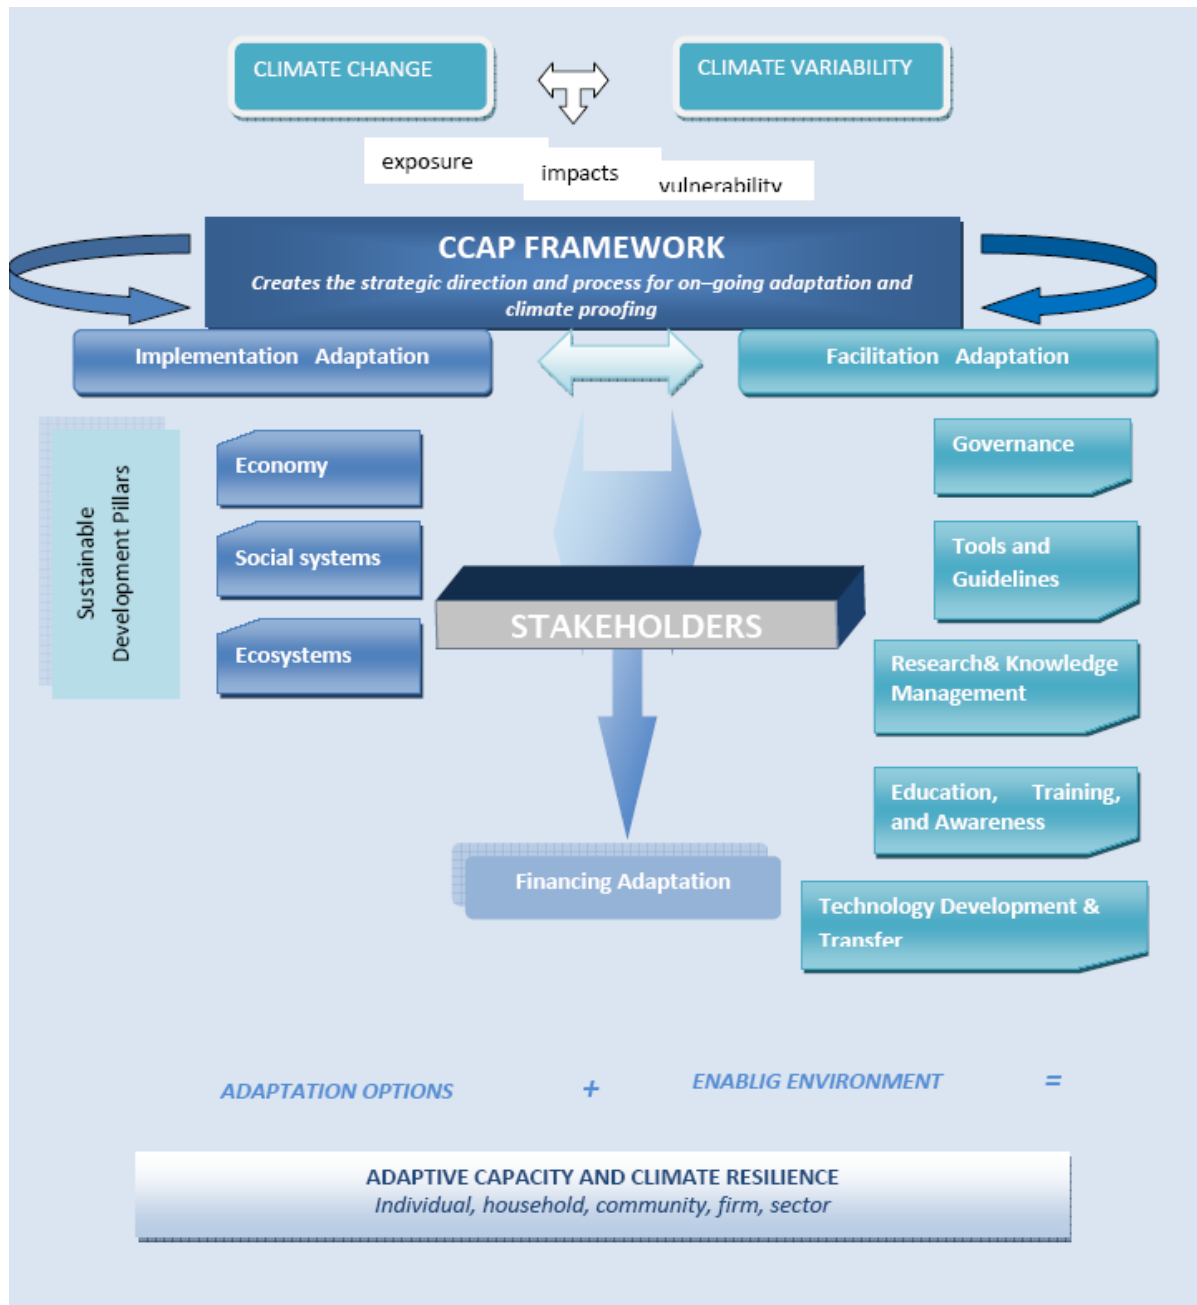 CLIMATE CHANGE
CLIMATE VARIABILITY
exposure
impacts
vulnerability
CCAP FRAMEWORK
Creates the strategic direction and process for on–going adaptation and
climate proofing
Implementation Adaptation
Facilitation Adaptation
Sustainable
Development Pillars
Economy
Social systems
Ecosystems
STAKEHOLDERS
Governance
Tools and
Guidelines
Research& Knowledge
Management
Education, Training,
and Awareness
Technology Development &
Transfer
Financing Adaptation
ADAPTATION OPTIONS + ENABLIG ENVIRONMENT =
ADAPTIVE CAPACITY AND CLIMATE RESILIENCE
Individual, household, community, firm, sector